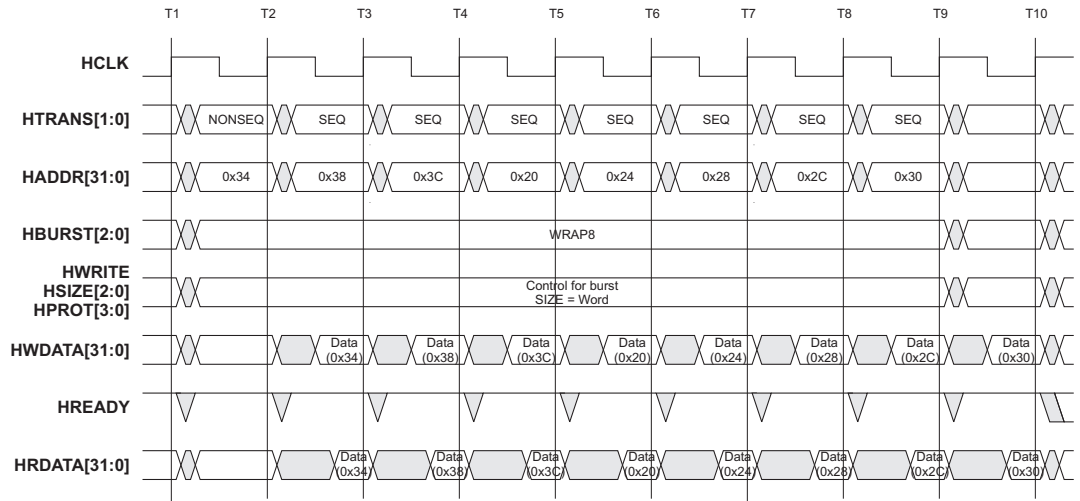 T1 T2 T3 T4 T5 T6 T7 T8 T9 T10
HCLK
HTRANS[1:0] NONSEQ SEQ SEQ SEQ SEQ SEQ SEQ SEQ
HADDR[31:0] 0x34 0x38 0x3C 0x20 0x24 0x28 0x2C 0x30
HBURST[2:0] WRAP8
HWRITE
HSIZE[2:0]
HPROT[3:0]
Control for burst
SIZE = Word
HWDATA[31:0]
Data Data Data Data Data Data Data Data
(0x34) (0x38) (0x3C) (0x20) (0x24) (0x28) (0x2C) (0x30)
HREADY
HRDATA[31:0]
Data Data Data Data Data Data Data Data
(0x34) (0x38) (0x3C) (0x20) (0x24) (0x28) (0x2C) (0x30)